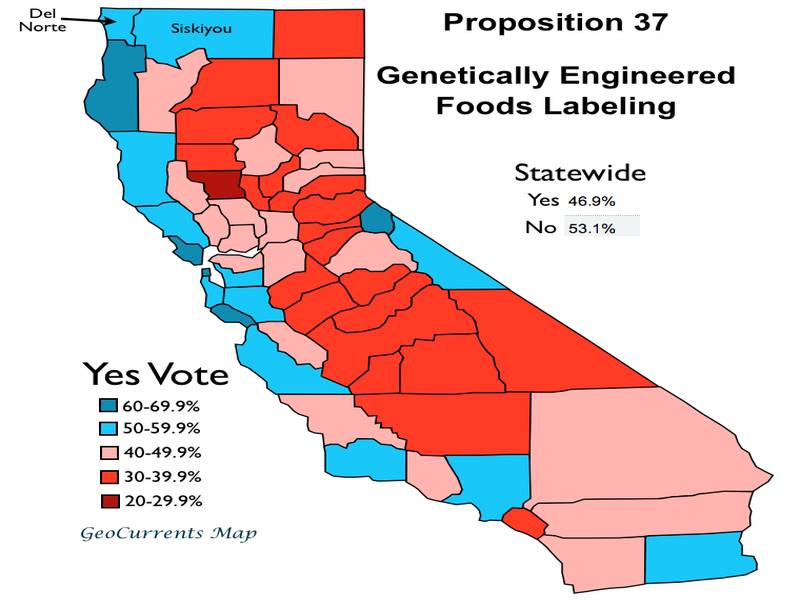 Del
Norte
Siskiyou
Proposition 37
Genetically Engineered
Foods Labeling
Statewide
Yes 46.9%
No 53.1%
Yes Vote
60-69.9%
50-59.9%
40-49.9%
30-39.9%
20-29.9%
GeoCurrents Map